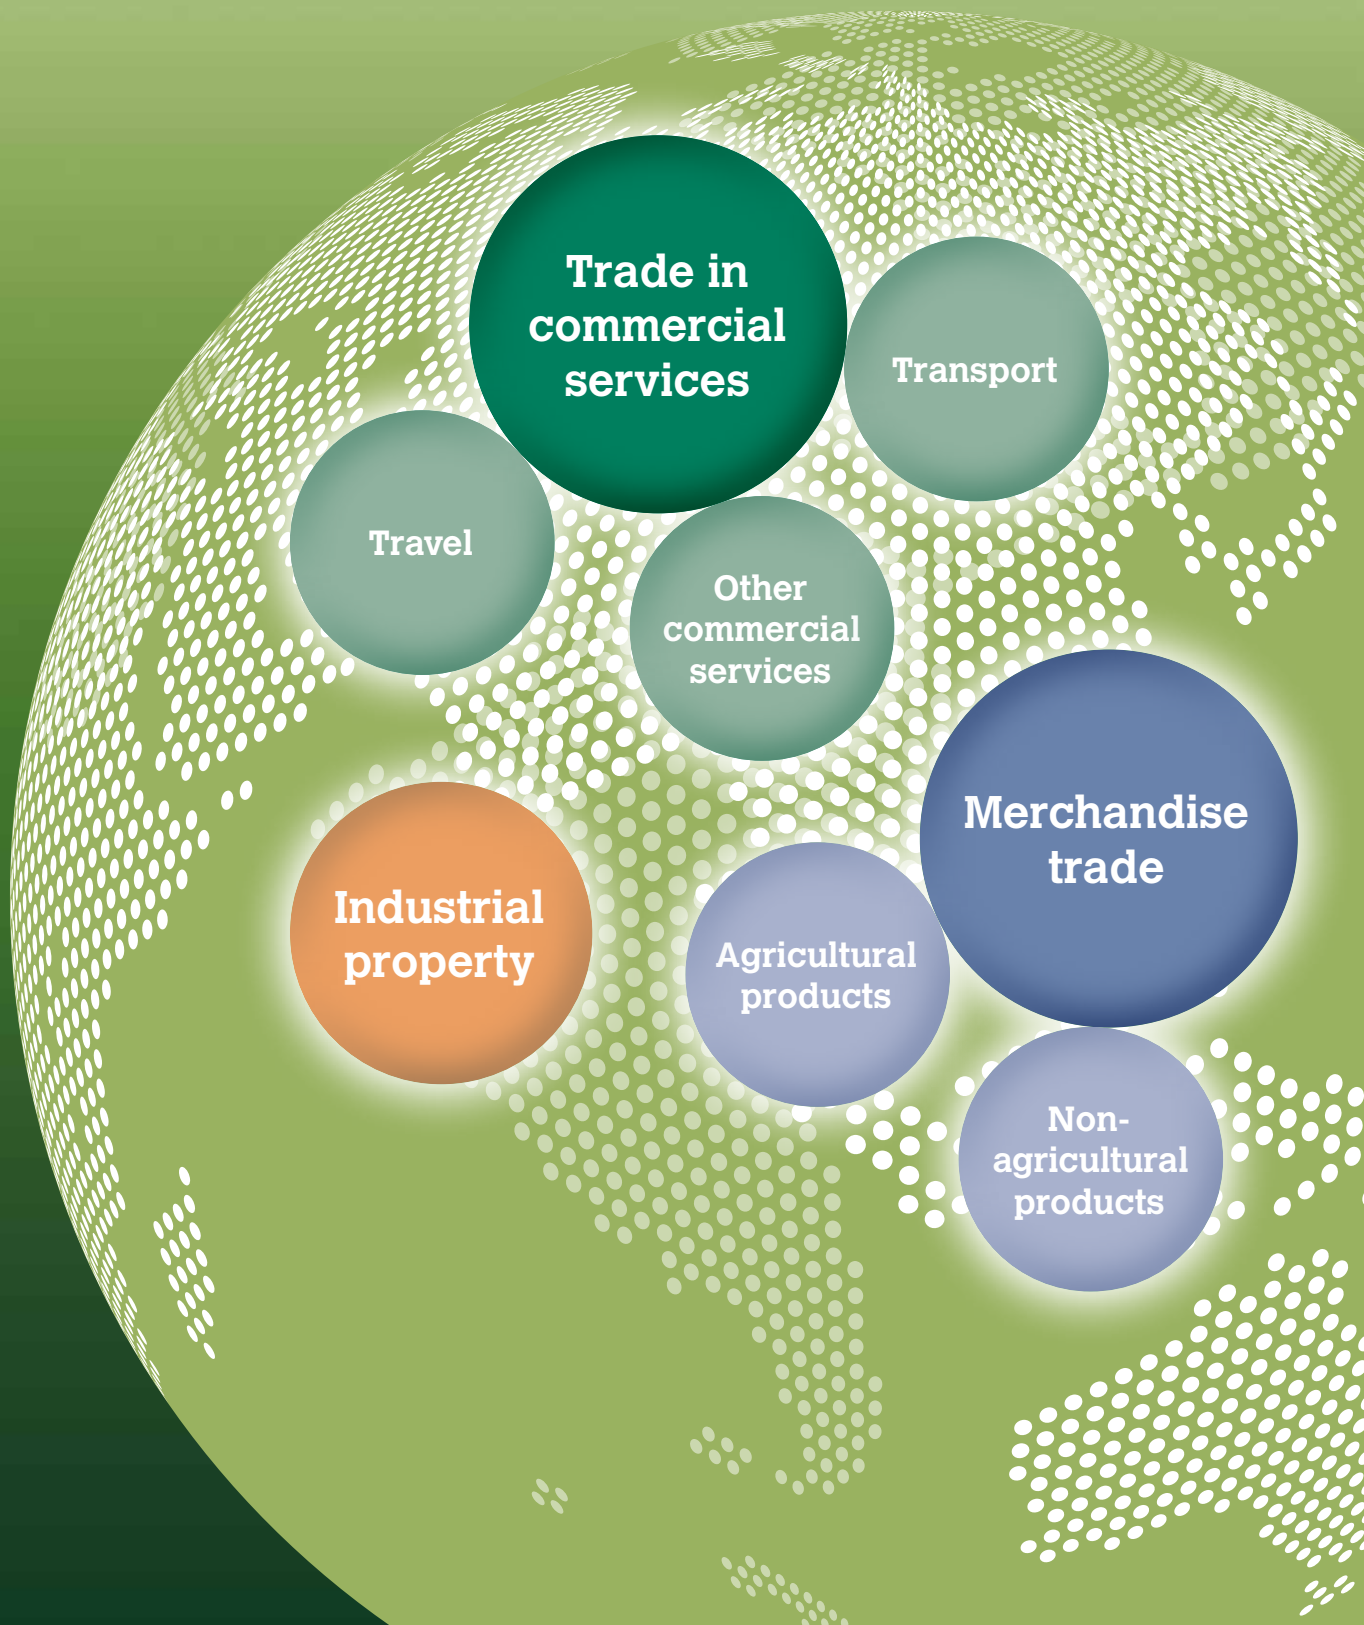 Trade in
commercial
services
Transport
Travel
Other
commercial
services
Merchandise
trade
Industrial
property
Agricultural
products
Non-
agricultural
products